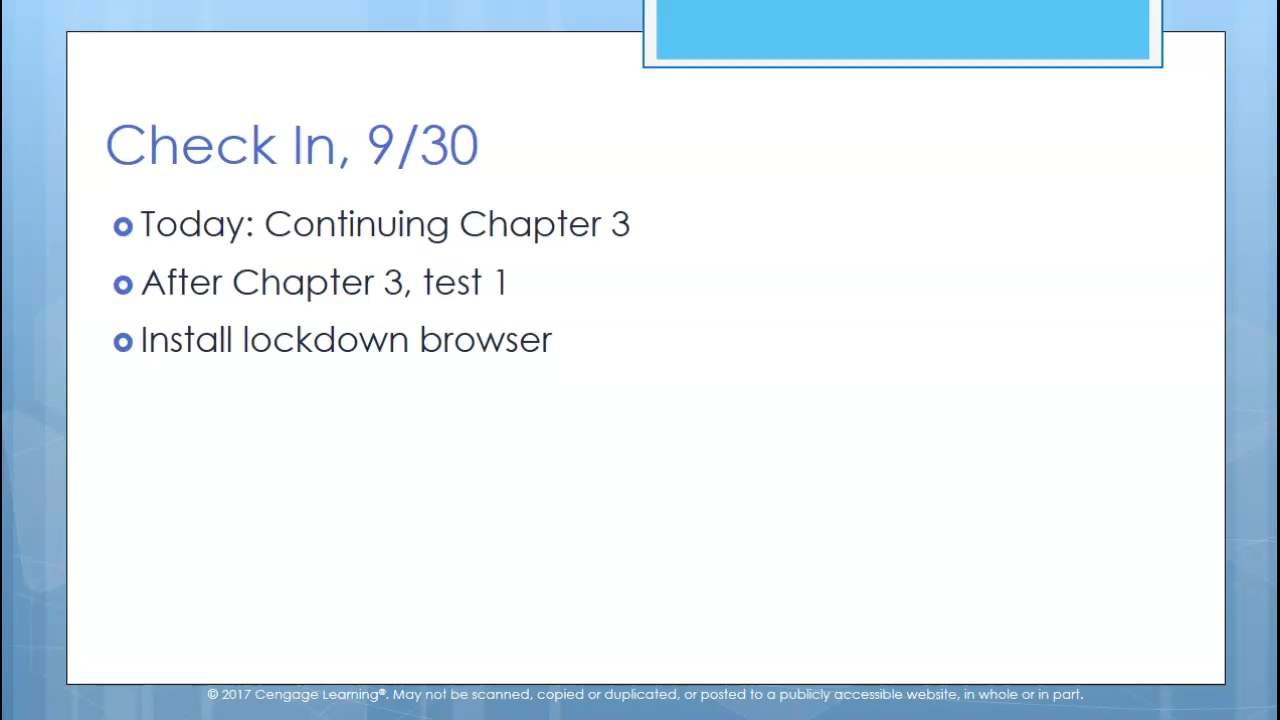 Check In, 9/30
Today: Continuing Chapter 3
After Chapter 3, test 1
Install lockdown browser
© 2017 Cengage Learning®. May not be scanned, copied or duplicated, or posted to a publicly accessible website, in whole or in part.